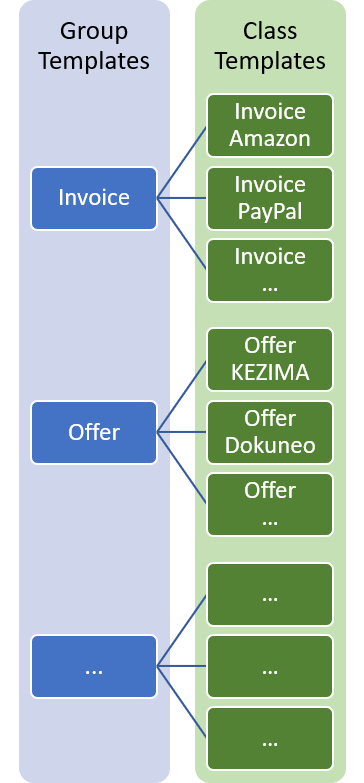 Group
Templates
Class
Templates
Invoice
Invoice
Amazon
Invoice
PayPal
Invoice
...
Offer
Offer
KEZIMA
Offer
Dokuneo
Offer
...
...
...
...
...